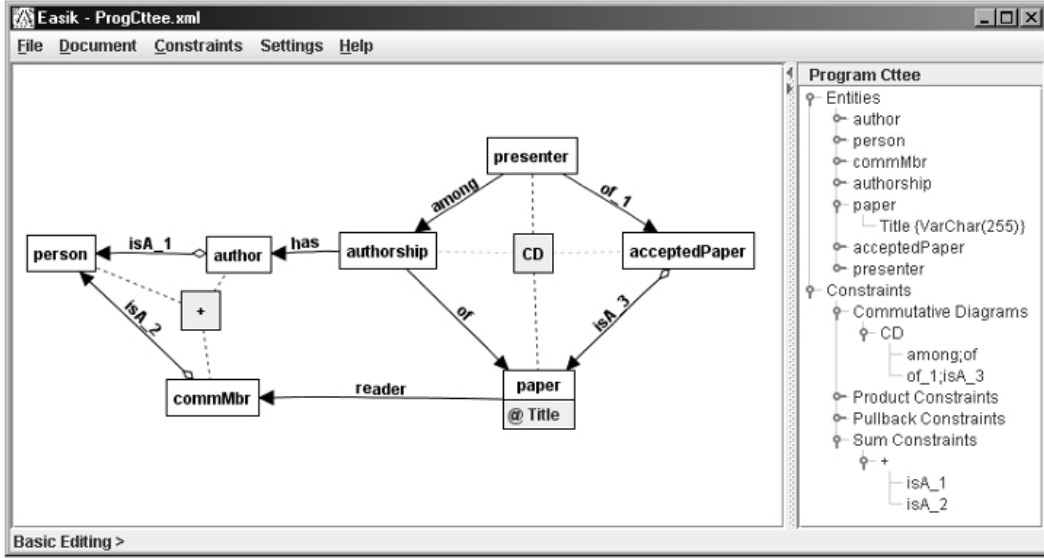 Easik - ProgCttee.xml
File Document Constraints Settings Help
presenter
among
of_1
person
isA_1
author
has
authorship
CD
acceptedPaper
+
isA_2
of
isA_3
commMbr
reader
paper
@ Title
Program Cttee
Entities
author
person
commMbr
authorship
paper
Title {VarChar(255)}
acceptedPaper
presenter
Constraints
Commutative Diagrams
CD
among;of
of_1;isA_3
Product Constraints
Pullback Constraints
Sum Constraints
+
isA_1
isA_2
Basic Editing >